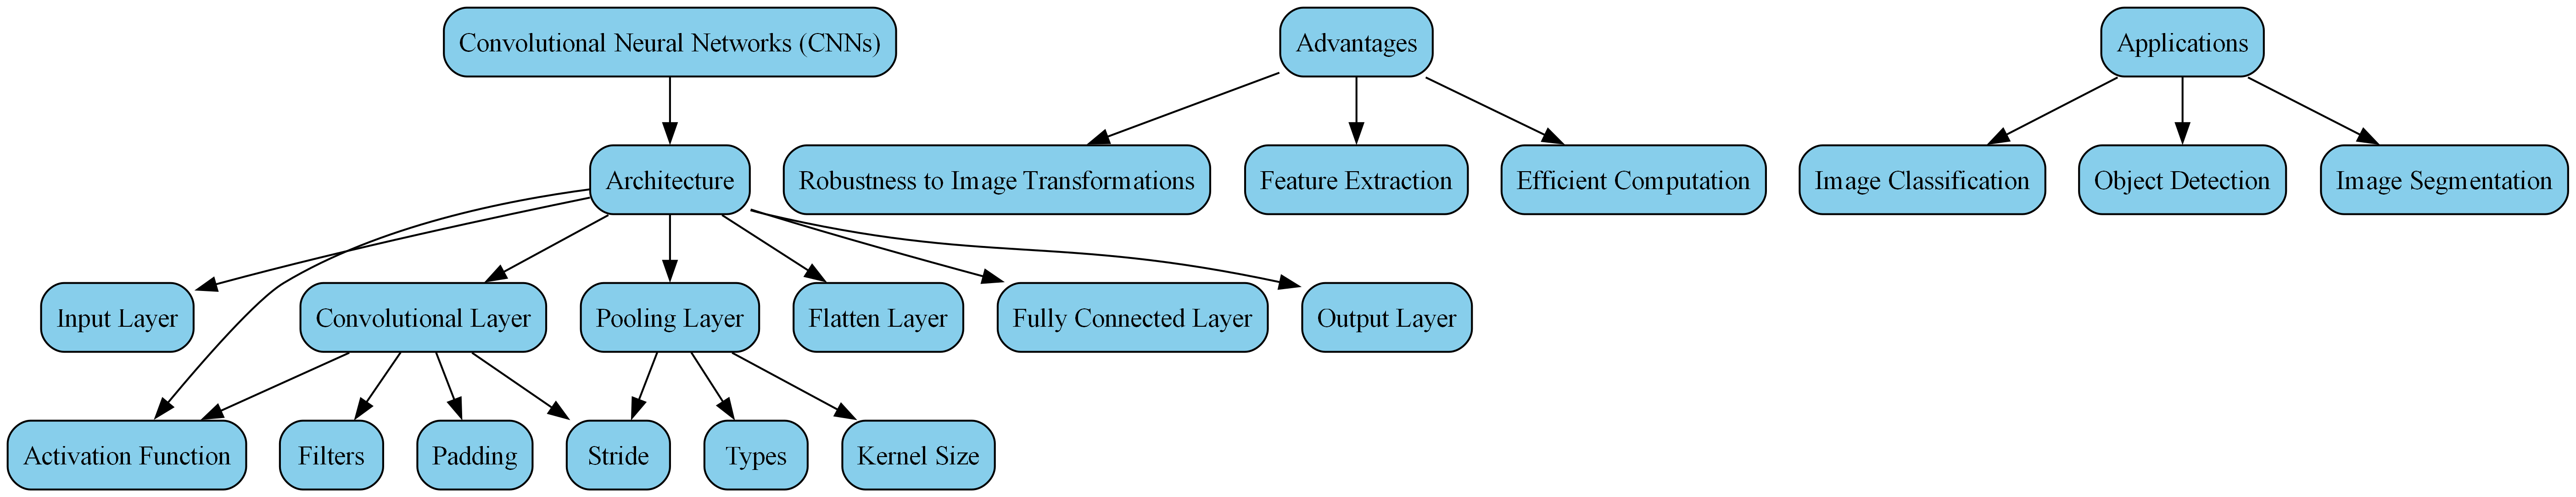 Convolutional Neural Networks (CNNs)
Advantages
Applications
Architecture
Robustness to Image Transformations
Feature Extraction
Efficient Computation
Image Classification
Object Detection
Image Segmentation
Input Layer
Convolutional Layer
Pooling Layer
Flatten Layer
Fully Connected Layer
Output Layer
Activation Function
Filters
Padding
Stride
Types
Kernel Size